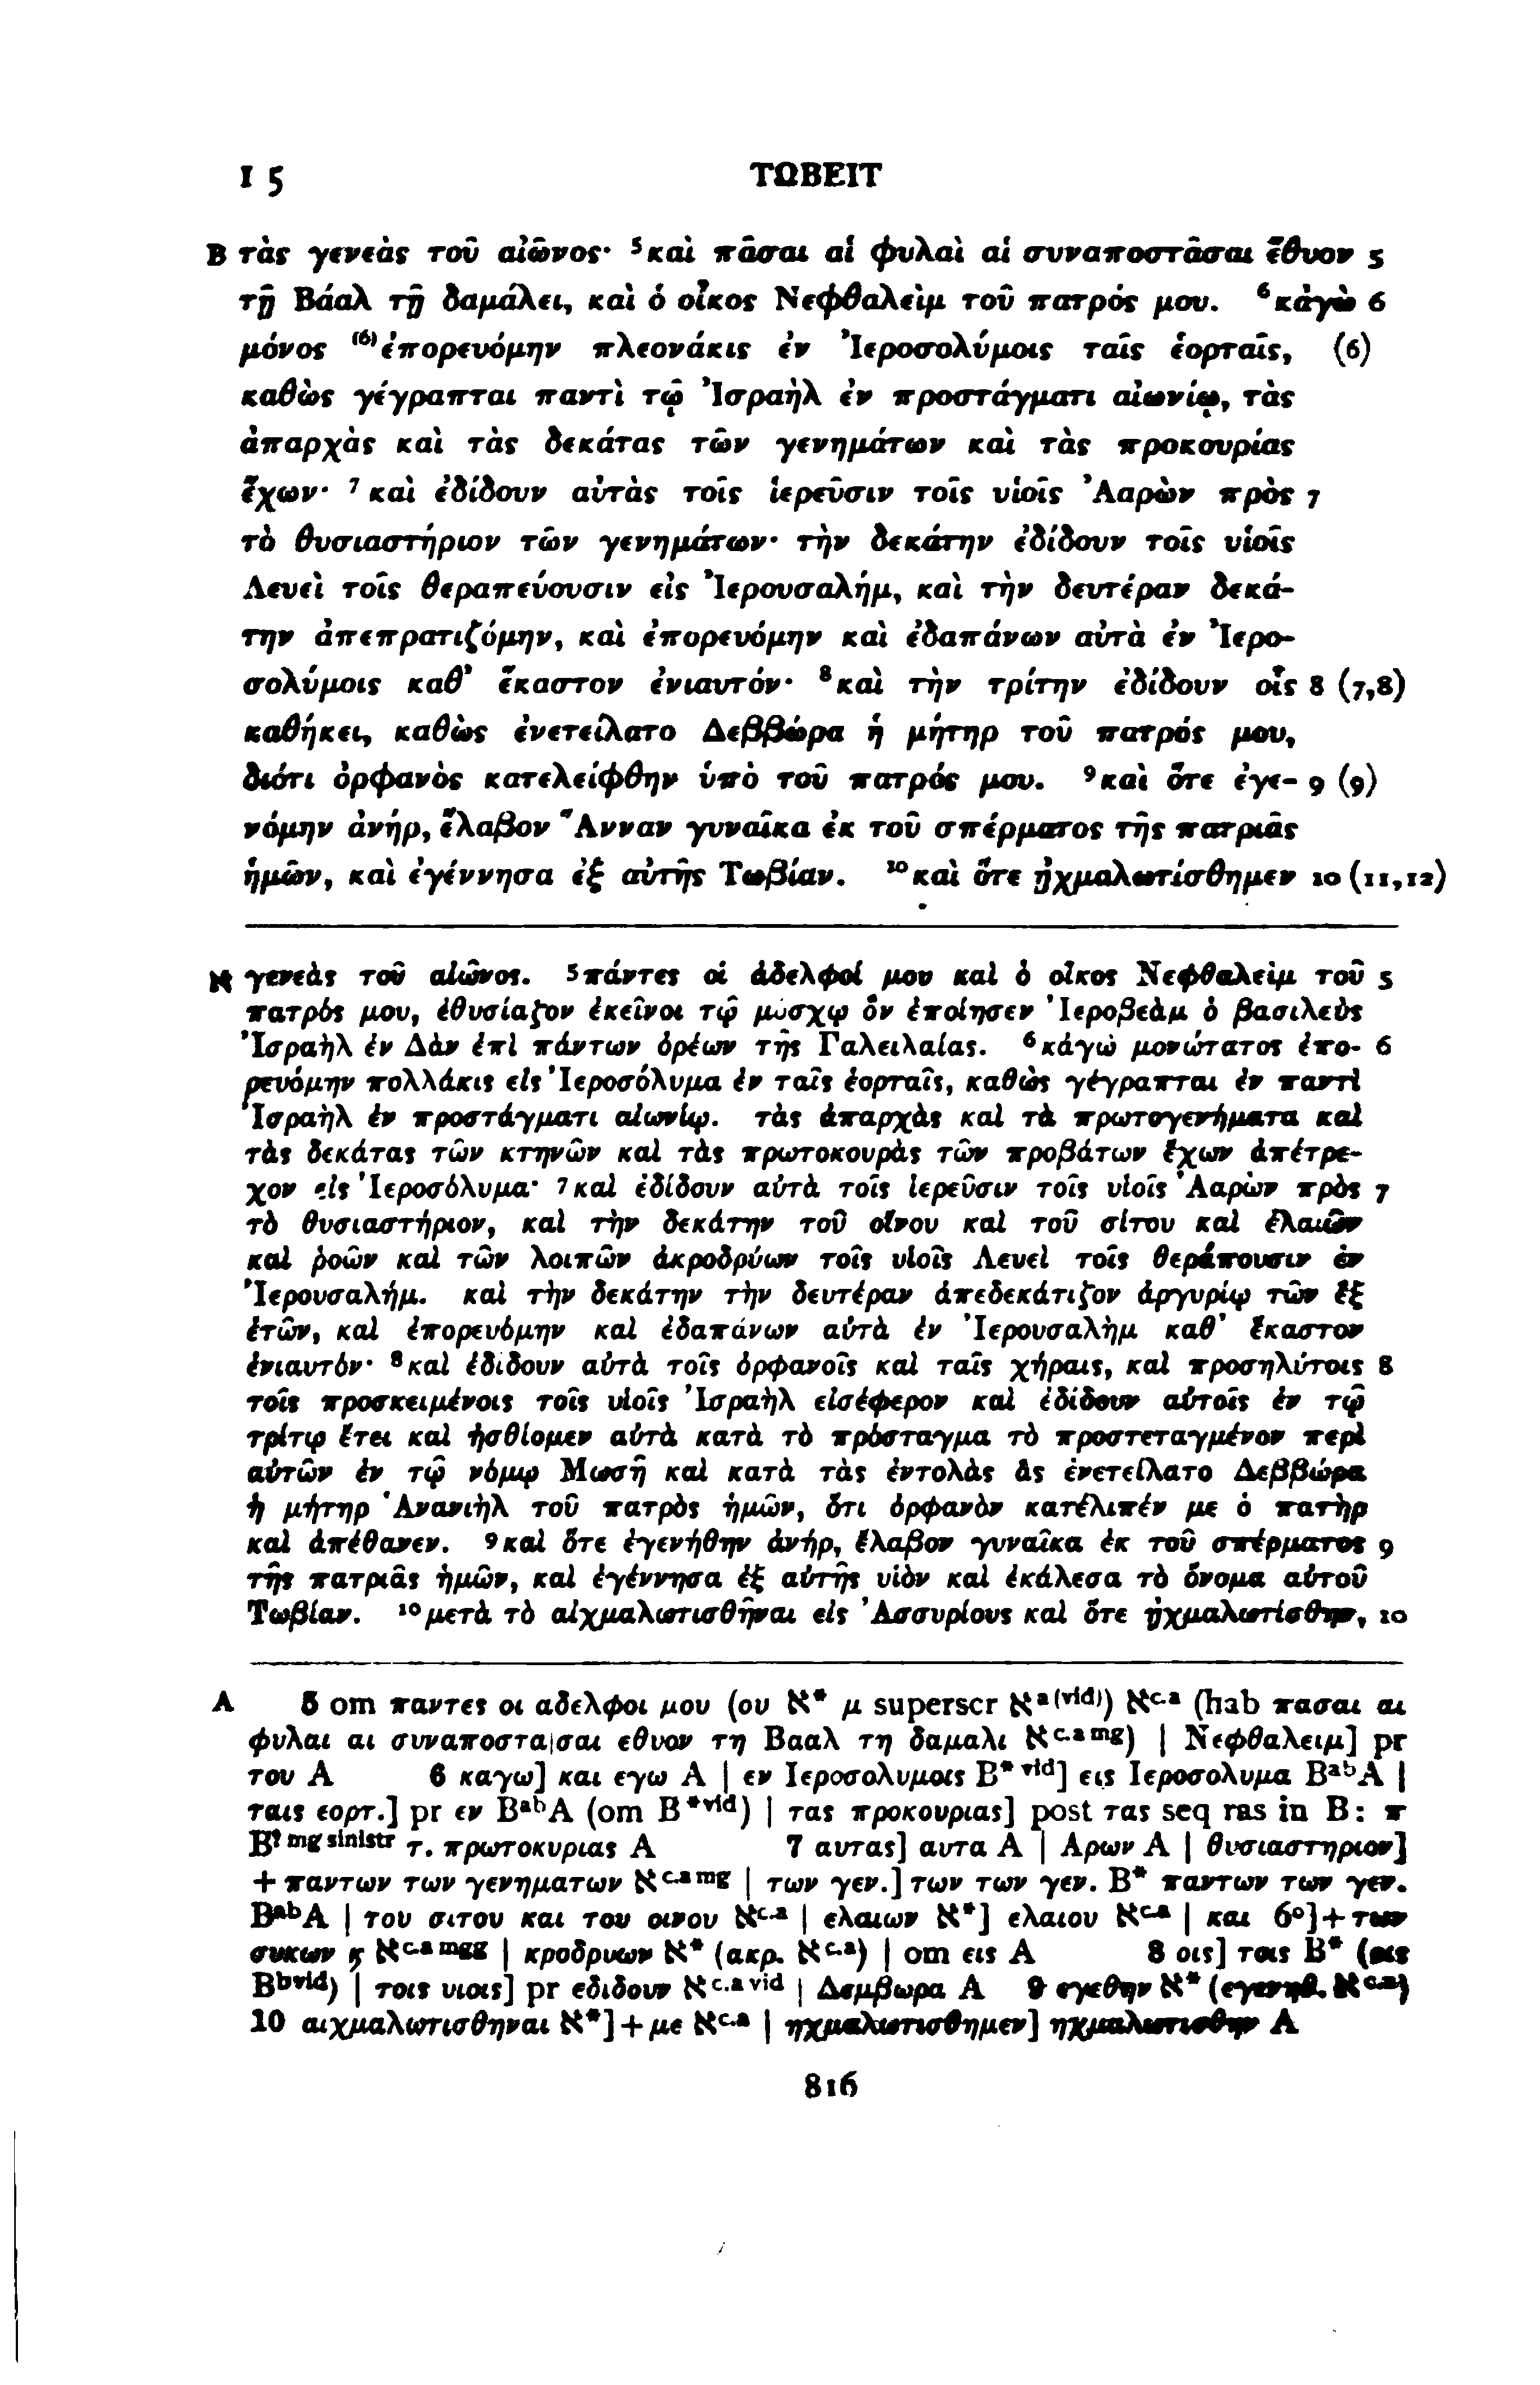 I 5 ΤΩΒΕΙΤ
B τὰς γενεὰς τοῦ αἰῶνος· ⁵καὶ πᾶσαι αἱ φυλαὶ αἱ συναποστᾶσαι ἔθυον 5
τῇ Βάαλ τῇ δαμάλει, καὶ ὁ οἶκος Νεφθαλεὶμ τοῦ πατρός μου. ⁶κἀγὼ 6
μόνος ⁽⁶⁾ἐπορευόμην πλεονάκις ἐν Ἰεροσολύμοις ταῖς ἑορταῖς, (6)
καθὼς γέγραπται παντὶ τῷ Ἰσραὴλ ἐν προστάγματι αἰωνίῳ, τὰς
ἀπαρχὰς καὶ τὰς δεκάτας τῶν γενημάτων καὶ τὰς προκουρίας
ἔχων· ⁷καὶ ἐδίδουν αὐτὰς τοῖς ἱερεῦσιν τοῖς υἱοῖς Ἀαρὼν πρὸς 7
τὸ θυσιαστήριον τῶν γενημάτων· τὴν δεκάτην ἐδίδουν τοῖς υἱοῖς
Λευεὶ τοῖς θεραπεύουσιν εἰς Ἰερουσαλήμ, καὶ τὴν δευτέραν δεκά-
την ἀπεπρατιζόμην, καὶ ἐπορευόμην καὶ ἐδαπάνων αὐτὰ ἐν Ἰερο-
σολύμοις καθ' ἕκαστον ἐνιαυτόν· ⁸καὶ τὴν τρίτην ἐδίδουν οἷς 8 (7,8)
καθήκει, καθὼς ἐνετείλατο Δεββώρα ἡ μήτηρ τοῦ πατρός μου,
διότι ὀρφανὸς κατελείφθην ὑπὸ τοῦ πατρός μου. ⁹καὶ ὅτε ἐγε- 9 (9)
νόμην ἀνήρ, ἔλαβον Ἄνναν γυναῖκα ἐκ τοῦ σπέρματος τῆς πατριᾶς
ἡμῶν, καὶ ἐγέννησα ἐξ αὐτῆς Τωβίαν. ¹⁰καὶ ὅτε ᾐχμαλωτίσθημεν 10 (11,12)
א γενεὰς τοῦ αἰῶνος. ⁵πάντες οἱ ἀδελφοί μου καὶ ὁ οἶκος Νεφθαλεὶμ τοῦ 5
πατρός μου, ἐθυσίαζον ἐκεῖνοι τῷ μόσχῳ ὃν ἐποίησεν Ἰεροβεὰμ ὁ βασιλεὺς
Ἰσραὴλ ἐν Δὰν ἐπὶ πάντων ὀρέων τῆς Γαλειλαίας. ⁶κἀγὼ μονώτατος ἐπο- 6
ρευόμην πολλάκις εἰς Ἰεροσόλυμα ἐν ταῖς ἑορταῖς, καθὼς γέγραπται ἐν παντὶ
Ἰσραὴλ ἐν προστάγματι αἰωνίῳ. τὰς ἀπαρχὰς καὶ τὰ πρωτογενήματα καὶ
τὰς δεκάτας τῶν κτηνῶν καὶ τὰς πρωτοκουρὰς τῶν προβάτων ἔχων ἀπέτρε-
χον εἰς Ἰεροσόλυμα· ⁷καὶ ἐδίδουν αὐτὰ τοῖς ἱερεῦσιν τοῖς υἱοῖς Ἀαρὼν πρὸς 7
τὸ θυσιαστήριον, καὶ τὴν δεκάτην τοῦ οἴνου καὶ τοῦ σίτου καὶ ἐλαιῶν
καὶ ῥοῶν καὶ τῶν λοιπῶν ἀκροδρύων τοῖς υἱοῖς Λευεὶ τοῖς θεράπουσιν ἐν
Ἰερουσαλήμ. καὶ τὴν δεκάτην τὴν δευτέραν ἀπεδεκάτιζον ἀργυρίῳ τῶν ἓξ
ἐτῶν, καὶ ἐπορευόμην καὶ ἐδαπάνων αὐτὰ ἐν Ἰερουσαλὴμ καθ' ἕκαστον
ἐνιαυτόν· ⁸καὶ ἐδίδουν αὐτὰ τοῖς ὀρφανοῖς καὶ ταῖς χήραις, καὶ προσηλύτοις 8
τοῖς προσκειμένοις τοῖς υἱοῖς Ἰσραὴλ εἰσέφερον καὶ ἐδίδουν αὐτοῖς ἐν τῷ
τρίτῳ ἔτει καὶ ἠσθίομεν αὐτὰ κατὰ τὸ πρόσταγμα τὸ προστεταγμένον περὶ
αὐτῶν ἐν τῷ νόμῳ Μωσῆ καὶ κατὰ τὰς ἐντολὰς ἃς ἐνετείλατο Δεββώρα
ἡ μήτηρ Ἀνανιὴλ τοῦ πατρὸς ἡμῶν, ὅτι ὀρφανὸν κατέλιπέν με ὁ πατὴρ
καὶ ἀπέθανεν. ⁹καὶ ὅτε ἐγενήθην ἀνήρ, ἔλαβον γυναῖκα ἐκ τοῦ σπέρματος 9
τῆς πατριᾶς ἡμῶν, καὶ ἐγέννησα ἐξ αὐτῆς υἱὸν καὶ ἐκάλεσα τὸ ὄνομα αὐτοῦ
Τωβίαν. ¹⁰μετὰ τὸ αἰχμαλωτισθῆναι εἰς Ἀσσυρίους καὶ ὅτε ᾐχμαλωτίσθην, 10
A 5 om παντες οι αδελφοι μου (ου א* μ superscr א^a(vid)) א^c.a (hab πασαι αι
φυλαι αι συναποστα|σαι εθυον τη Βααλ τη δαμαλι א^c.a mg) | Νεφθαλειμ] pr
του A 6 καγω] και εγω A | εν Ιεροσολυμοις B* vid] εις Ιεροσολυμα B^ab A |
ταις εορτ.] pr εν B^ab A (om B* vid) | τας προκουριας] post τας seq ras in B: π
B^? mg sinistr τ. πρωτοκυριας A 7 αυτας] αυτα A | Αρων A | θυσιαστηριον]
+ παντων των γενηματων א^c.a mg | των γεν.] των των γεν. B* παντων των γεν.
B^ab A | του σιτου και του οινου א^c.a | ελαιων א*] ελαιου א^c.a | και 6°] + των
συκων ϗ א^c.a mgg | κροδρυων א* (ακρ. א^c.a) | om εις A 8 οις] τοις B* (οις
B^b vid) | τοις υιοις] pr εδιδουν א^c.a vid | Δεμβωρα A 9 εγεθην א* (εγενηθ. א^c.a)
10 αιχμαλωτισθηναι א*] + με א^c.a | ηχμαλωτισθημεν] ηχμαλωτισθην A
816